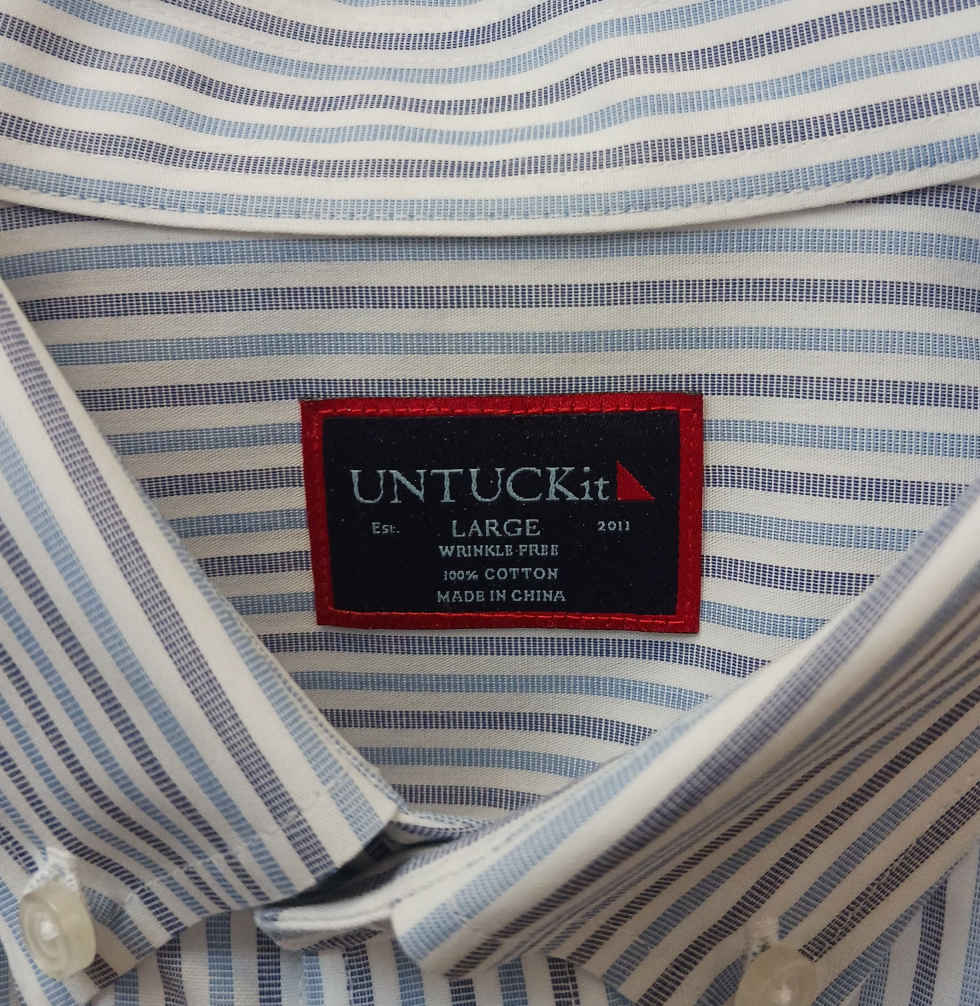 UNTUCKit
Est. LARGE 2011
WRINKLE-FREE
100% COTTON
MADE IN CHINA